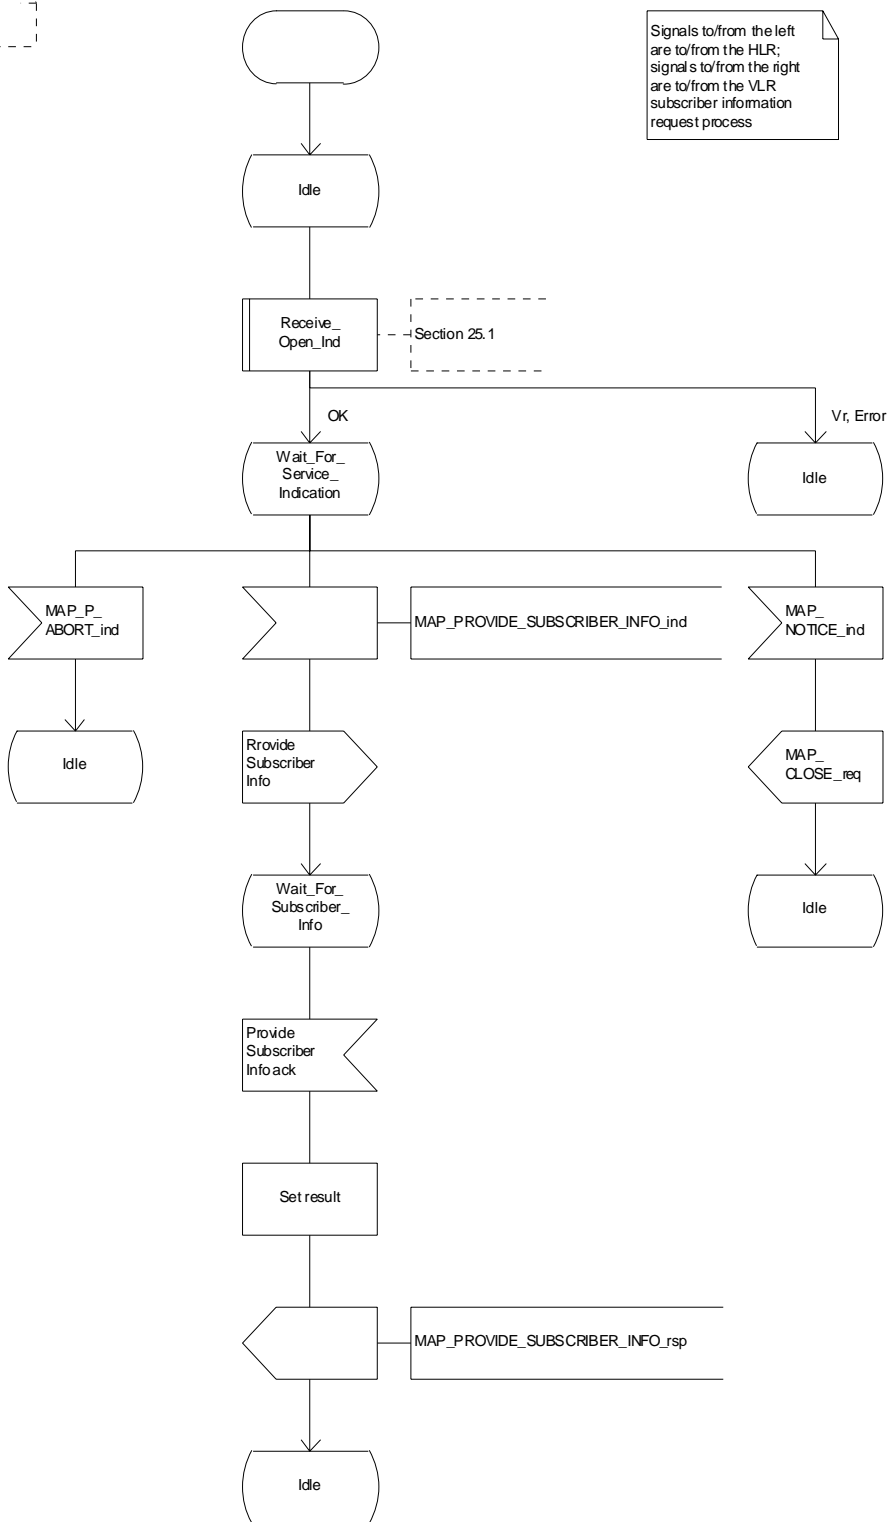 Signals to/from the left
are to/from the HLR;
signals to/from the right
are to/from the VLR
subscriber information
request process
Idle
Receive_
Open_Ind
Section 25.1
OK
Vr, Error
Wait_For_
Service_
Indication
Idle
MAP_P_
ABORT_ind
MAP_PROVIDE_SUBSCRIBER_INFO_ind
MAP_
NOTICE_ind
Idle
Rrovide
Subscriber
Info
MAP_
CLOSE_req
Wait_For_
Subscriber_
Info
Idle
Provide
Subscriber
Info ack
Set result
MAP_PROVIDE_SUBSCRIBER_INFO_rsp
Idle